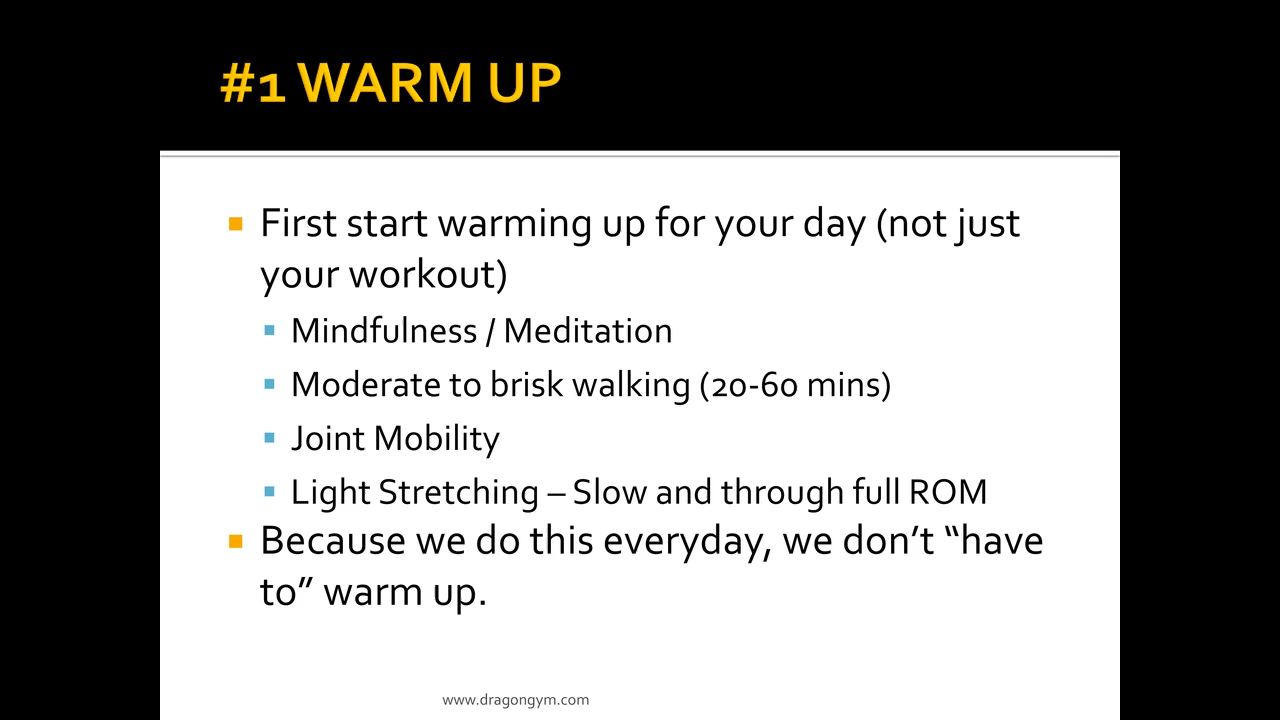 #1 WARM UP
First start warming up for your day (not just
your workout)
Mindfulness / Meditation
Moderate to brisk walking (20-60 mins)
Joint Mobility
Light Stretching – Slow and through full ROM
Because we do this everyday, we don’t “have
to” warm up.
www.dragongym.com